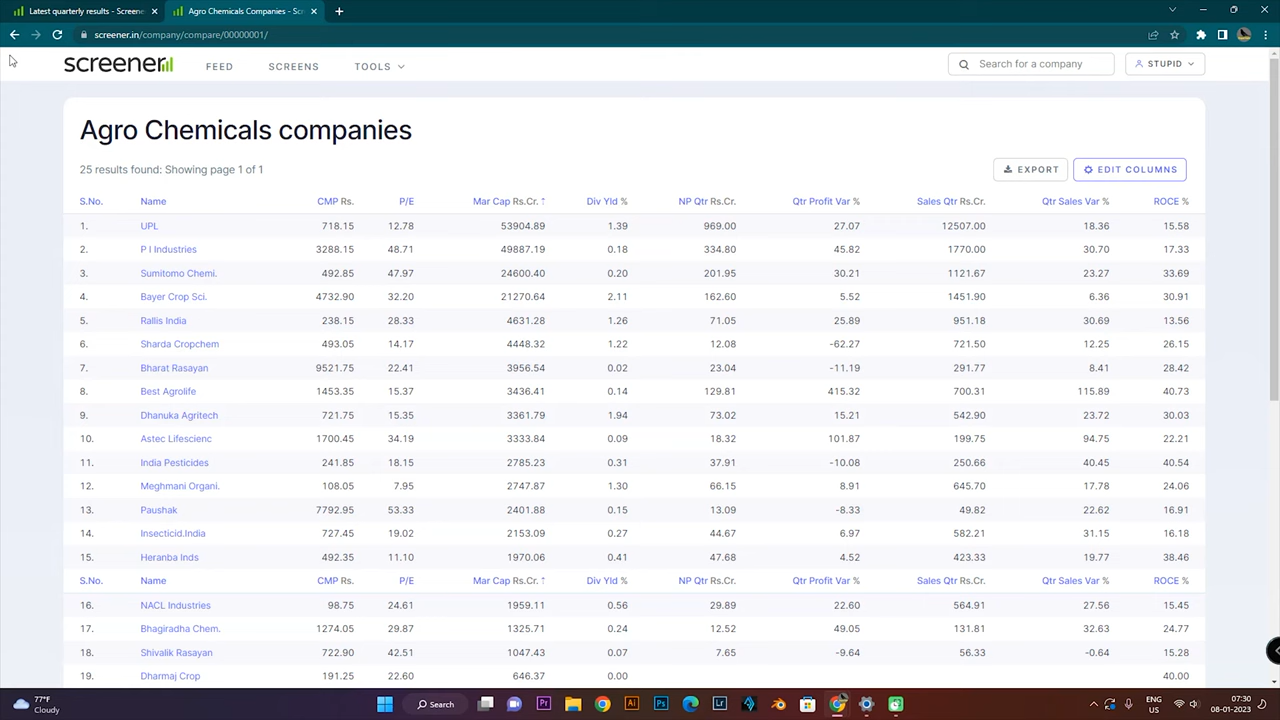 Latest quarterly results - Screene
Agro Chemicals Companies - Scr
screener.in/company/compare/00000001/
screener
FEED
SCREENS
TOOLS
Search for a company
STUPID
Agro Chemicals companies
25 results found: Showing page 1 of 1
EXPORT
EDIT COLUMNS
S.No. Name CMP Rs. P/E Mar Cap Rs.Cr. ↑ Div Yld % NP Qtr Rs.Cr. Qtr Profit Var % Sales Qtr Rs.Cr. Qtr Sales Var % ROCE %
1. UPL 718.15 12.78 53904.89 1.39 969.00 27.07 12507.00 18.36 15.58
2. P I Industries 3288.15 48.71 49887.19 0.18 334.80 45.82 1770.00 30.70 17.33
3. Sumitomo Chemi. 492.85 47.97 24600.40 0.20 201.95 30.21 1121.67 23.27 33.69
4. Bayer Crop Sci. 4732.90 32.20 21270.64 2.11 162.60 5.52 1451.90 6.36 30.91
5. Rallis India 238.15 28.33 4631.28 1.26 71.05 25.89 951.18 30.69 13.56
6. Sharda Cropchem 493.05 14.17 4448.32 1.22 12.08 -62.27 721.50 12.25 26.15
7. Bharat Rasayan 9521.75 22.41 3956.54 0.02 23.04 -11.19 291.77 8.41 28.42
8. Best Agrolife 1453.35 15.37 3436.41 0.14 129.81 415.32 700.31 115.89 40.73
9. Dhanuka Agritech 721.75 15.35 3361.79 1.94 73.02 15.21 542.90 23.72 30.03
10. Astec Lifescienc 1700.45 34.19 3333.84 0.09 18.32 101.87 199.75 94.75 22.21
11. India Pesticides 241.85 18.15 2785.23 0.31 37.91 -10.08 250.66 40.45 40.54
12. Meghmani Organi. 108.05 7.95 2747.87 1.30 66.15 8.91 645.70 17.78 24.06
13. Paushak 7792.95 53.33 2401.88 0.15 13.09 -8.33 49.82 22.62 16.91
14. Insecticid.India 727.45 19.02 2153.09 0.27 44.67 6.97 582.21 31.15 16.18
15. Heranba Inds 492.35 11.10 1970.06 0.41 47.68 4.52 423.33 19.77 38.46
S.No. Name CMP Rs. P/E Mar Cap Rs.Cr. ↑ Div Yld % NP Qtr Rs.Cr. Qtr Profit Var % Sales Qtr Rs.Cr. Qtr Sales Var % ROCE %
16. NACL Industries 98.75 24.61 1959.11 0.56 29.89 22.60 564.91 27.56 15.45
17. Bhagiradha Chem. 1274.05 29.87 1325.71 0.24 12.52 49.05 131.81 32.63 24.77
18. Shivalik Rasayan 722.90 42.51 1047.43 0.07 7.65 -9.64 56.33 -0.64 15.28
19. Dharmaj Crop 191.25 22.60 646.37 0.00 40.00
77°F
Cloudy
Search
ENG
US
07:30
08-01-2023